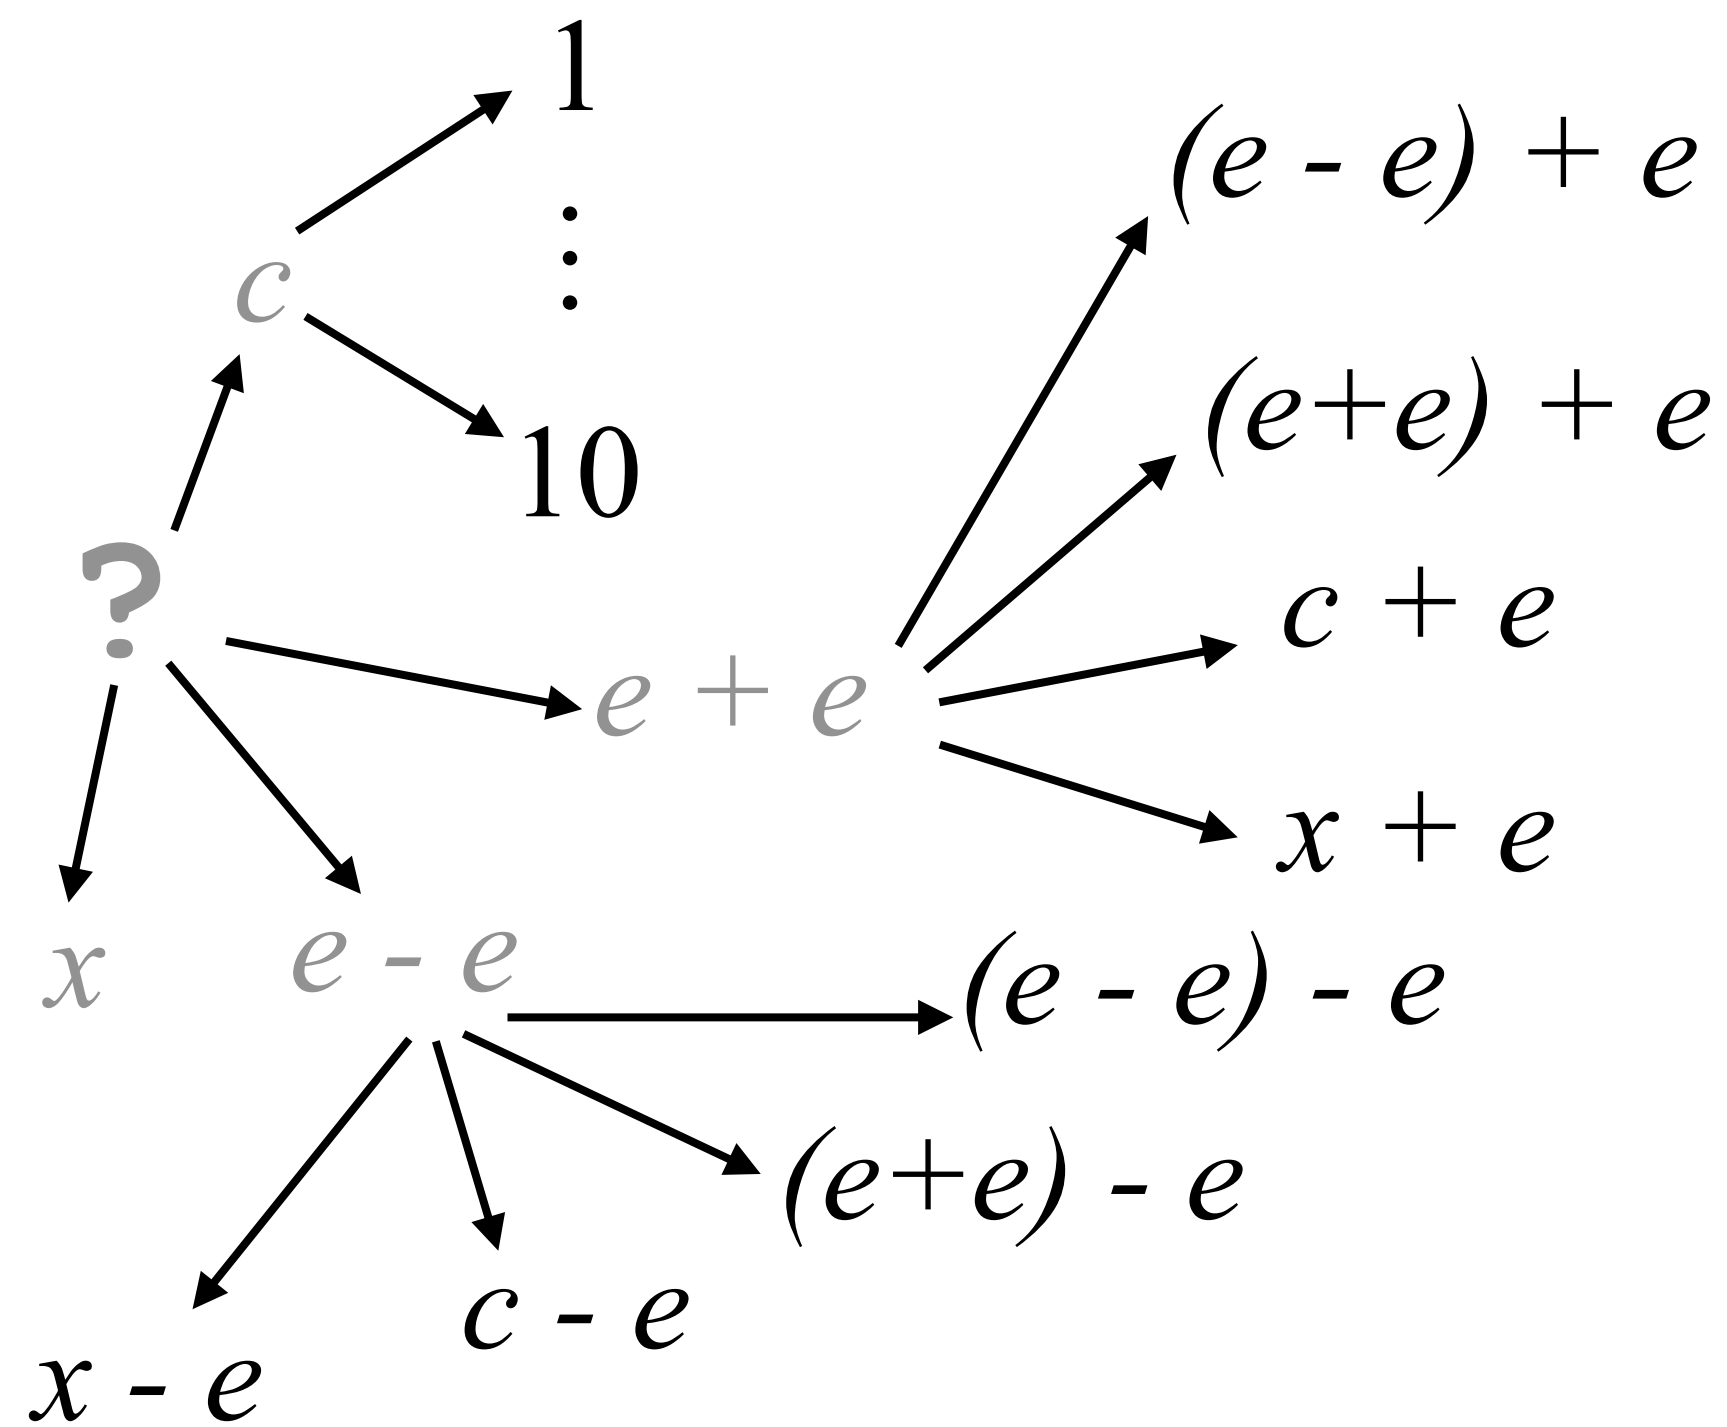 1
(e - e) + e
c
⋮
(e+e) + e
10
?
c + e
e + e
x + e
x
e - e
(e - e) - e
(e+e) - e
c - e
x - e